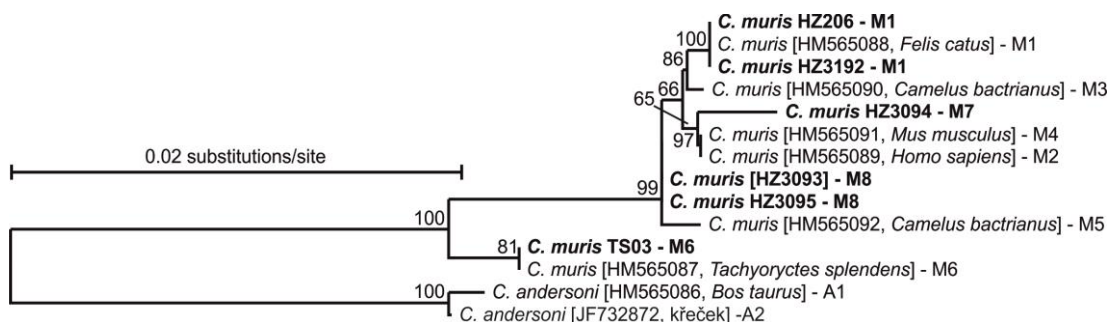 C. muris HZ206 - M1
100
C. muris [HM565088, Felis catus] - M1
86
C. muris HZ3192 - M1
66
C. muris [HM565090, Camelus bactrianus] - M3
65
C. muris HZ3094 - M7
97
C. muris [HM565091, Mus musculus] - M4
C. muris [HM565089, Homo sapiens] - M2
0.02 substitutions/site
99
C. muris [HZ3093] - M8
C. muris HZ3095 - M8
100
C. muris [HM565092, Camelus bactrianus] - M5
81
C. muris TS03 - M6
C. muris [HM565087, Tachyoryctes splendens] - M6
100
C. andersoni [HM565086, Bos taurus] - A1
C. andersoni [JF732872, křeček] -A2